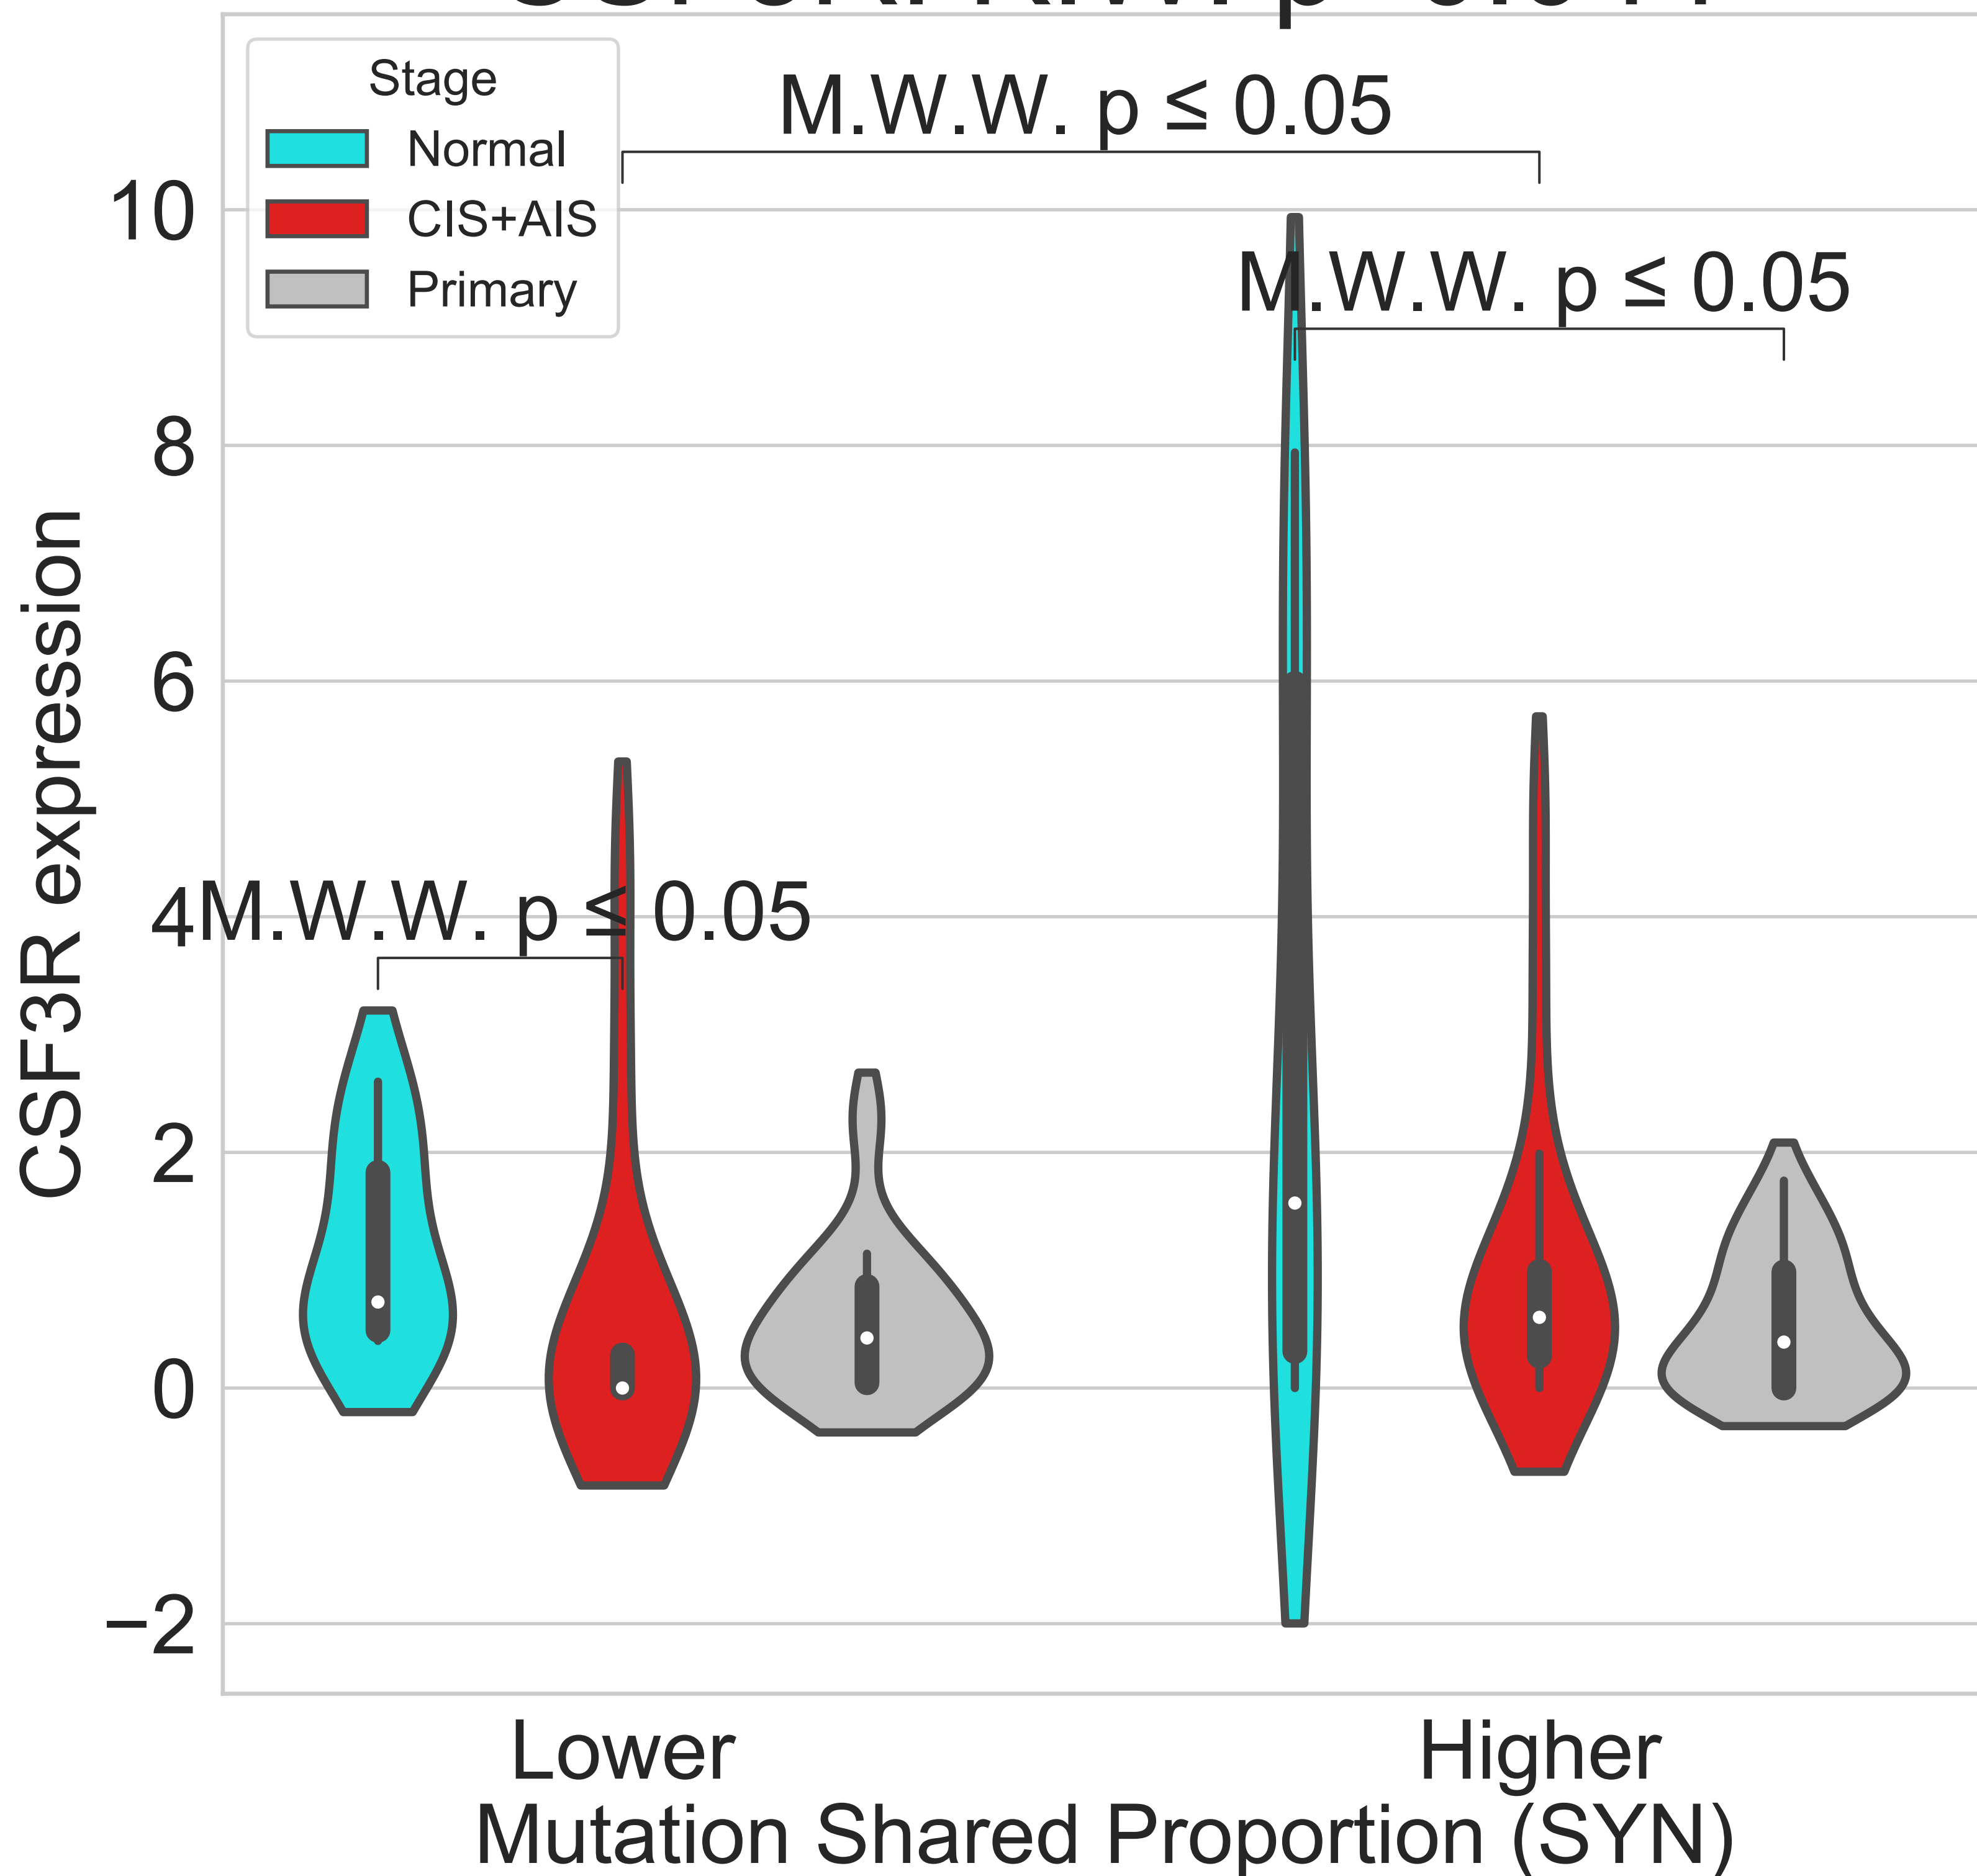 Stage
Normal
CIS+AIS
Primary
M.W.W. p ≤ 0.05
M.W.W. p ≤ 0.05
M.W.W. p ≤ 0.05
10
8
6
4
2
0
−2
CSF3R expression
Lower
Higher
Mutation Shared Proportion (SYN)